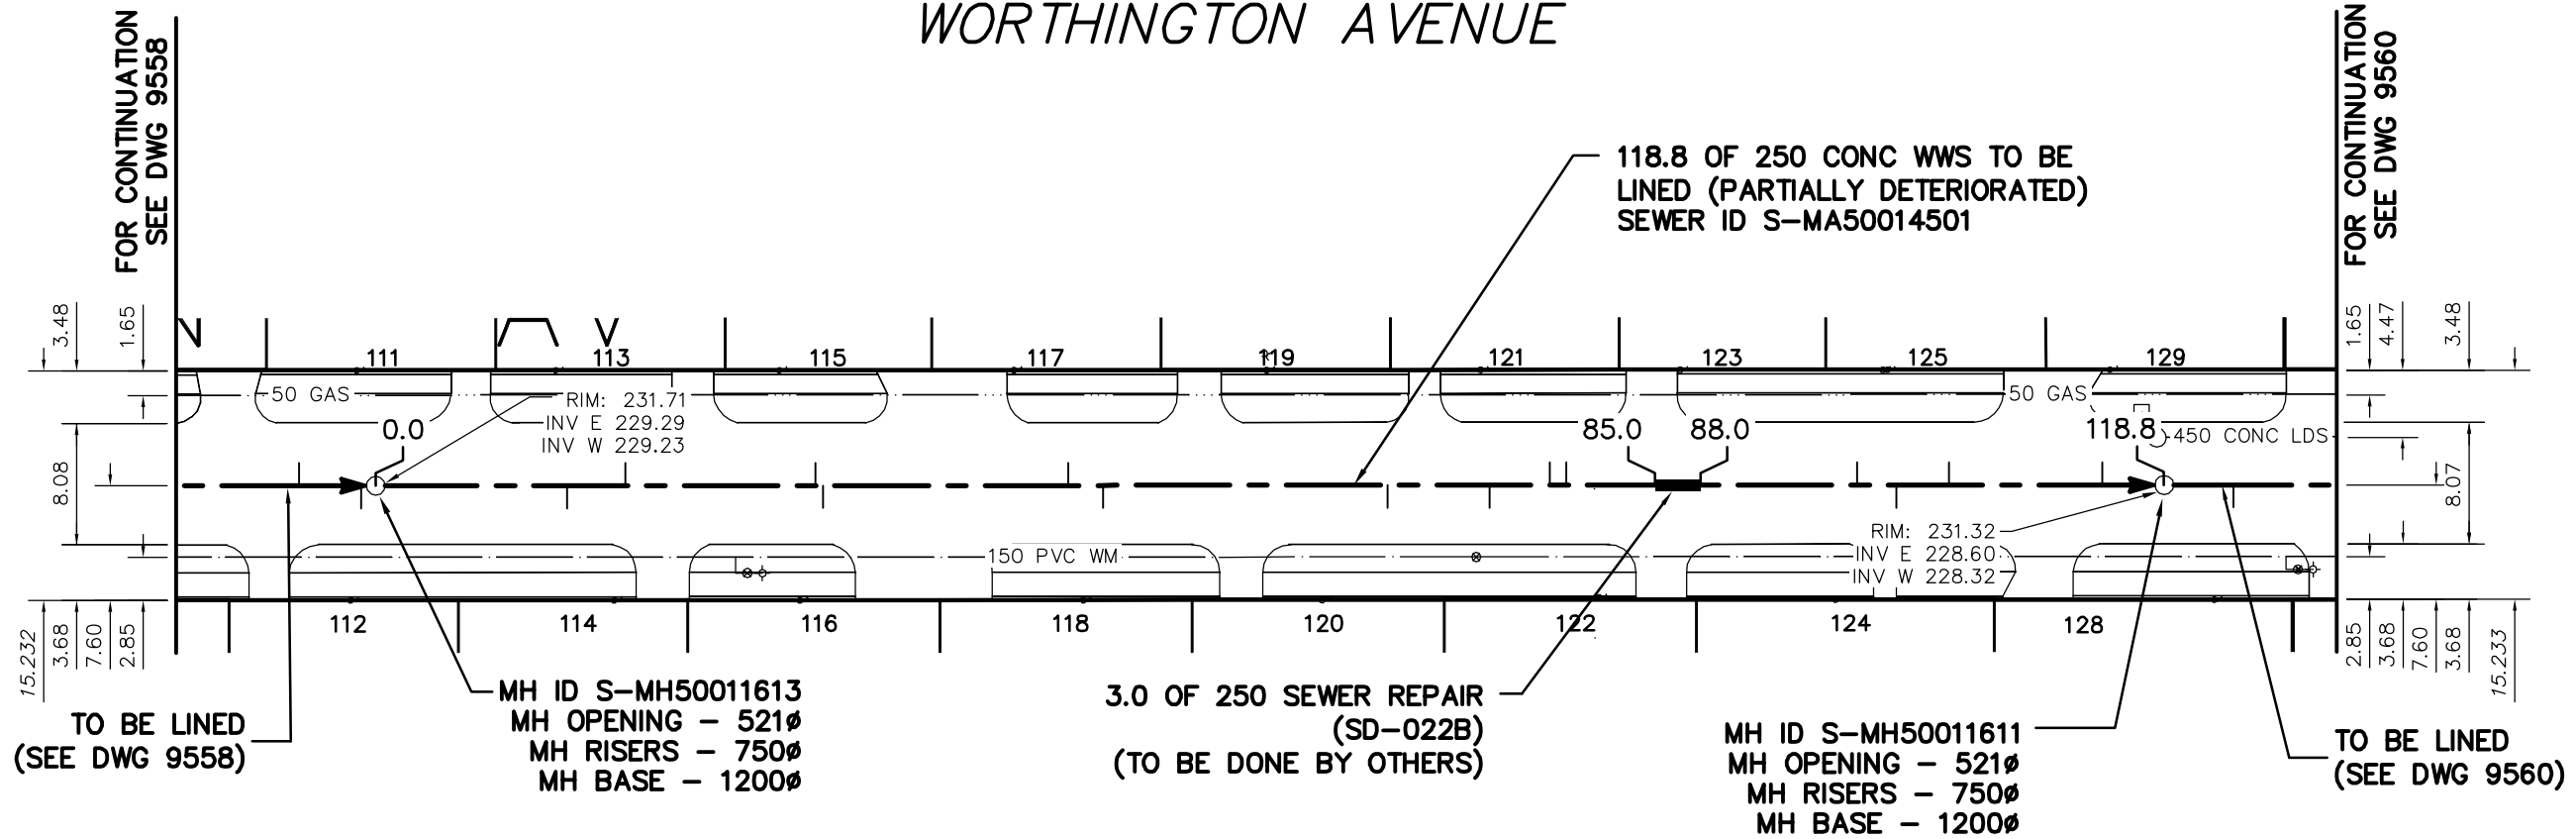 WORTHINGTON AVENUE
FOR CONTINUATION
SEE DWG 9558
FOR CONTINUATION
SEE DWG 9560
118.8 OF 250 CONC WWS TO BE
LINED (PARTIALLY DETERIORATED)
SEWER ID S-MA50014501
3.48
1.65
1.65
4.47
3.48
111
113
115
117
119
121
123
125
129
50 GAS
RIM: 231.71
INV E 229.29
INV W 229.23
50 GAS
0.0
85.0
88.0
118.8
450 CONC LDS
8.08
8.07
150 PVC WM
RIM: 231.32
INV E 228.60
INV W 228.32
112
114
116
118
120
122
124
128
15.232
3.68
7.60
2.85
2.85
3.68
7.60
3.68
15.233
TO BE LINED
(SEE DWG 9558)
MH ID S-MH50011613
MH OPENING - 521ø
MH RISERS - 750ø
MH BASE - 1200ø
3.0 OF 250 SEWER REPAIR
(SD-022B)
(TO BE DONE BY OTHERS)
MH ID S-MH50011611
MH OPENING - 521ø
MH RISERS - 750ø
MH BASE - 1200ø
TO BE LINED
(SEE DWG 9560)